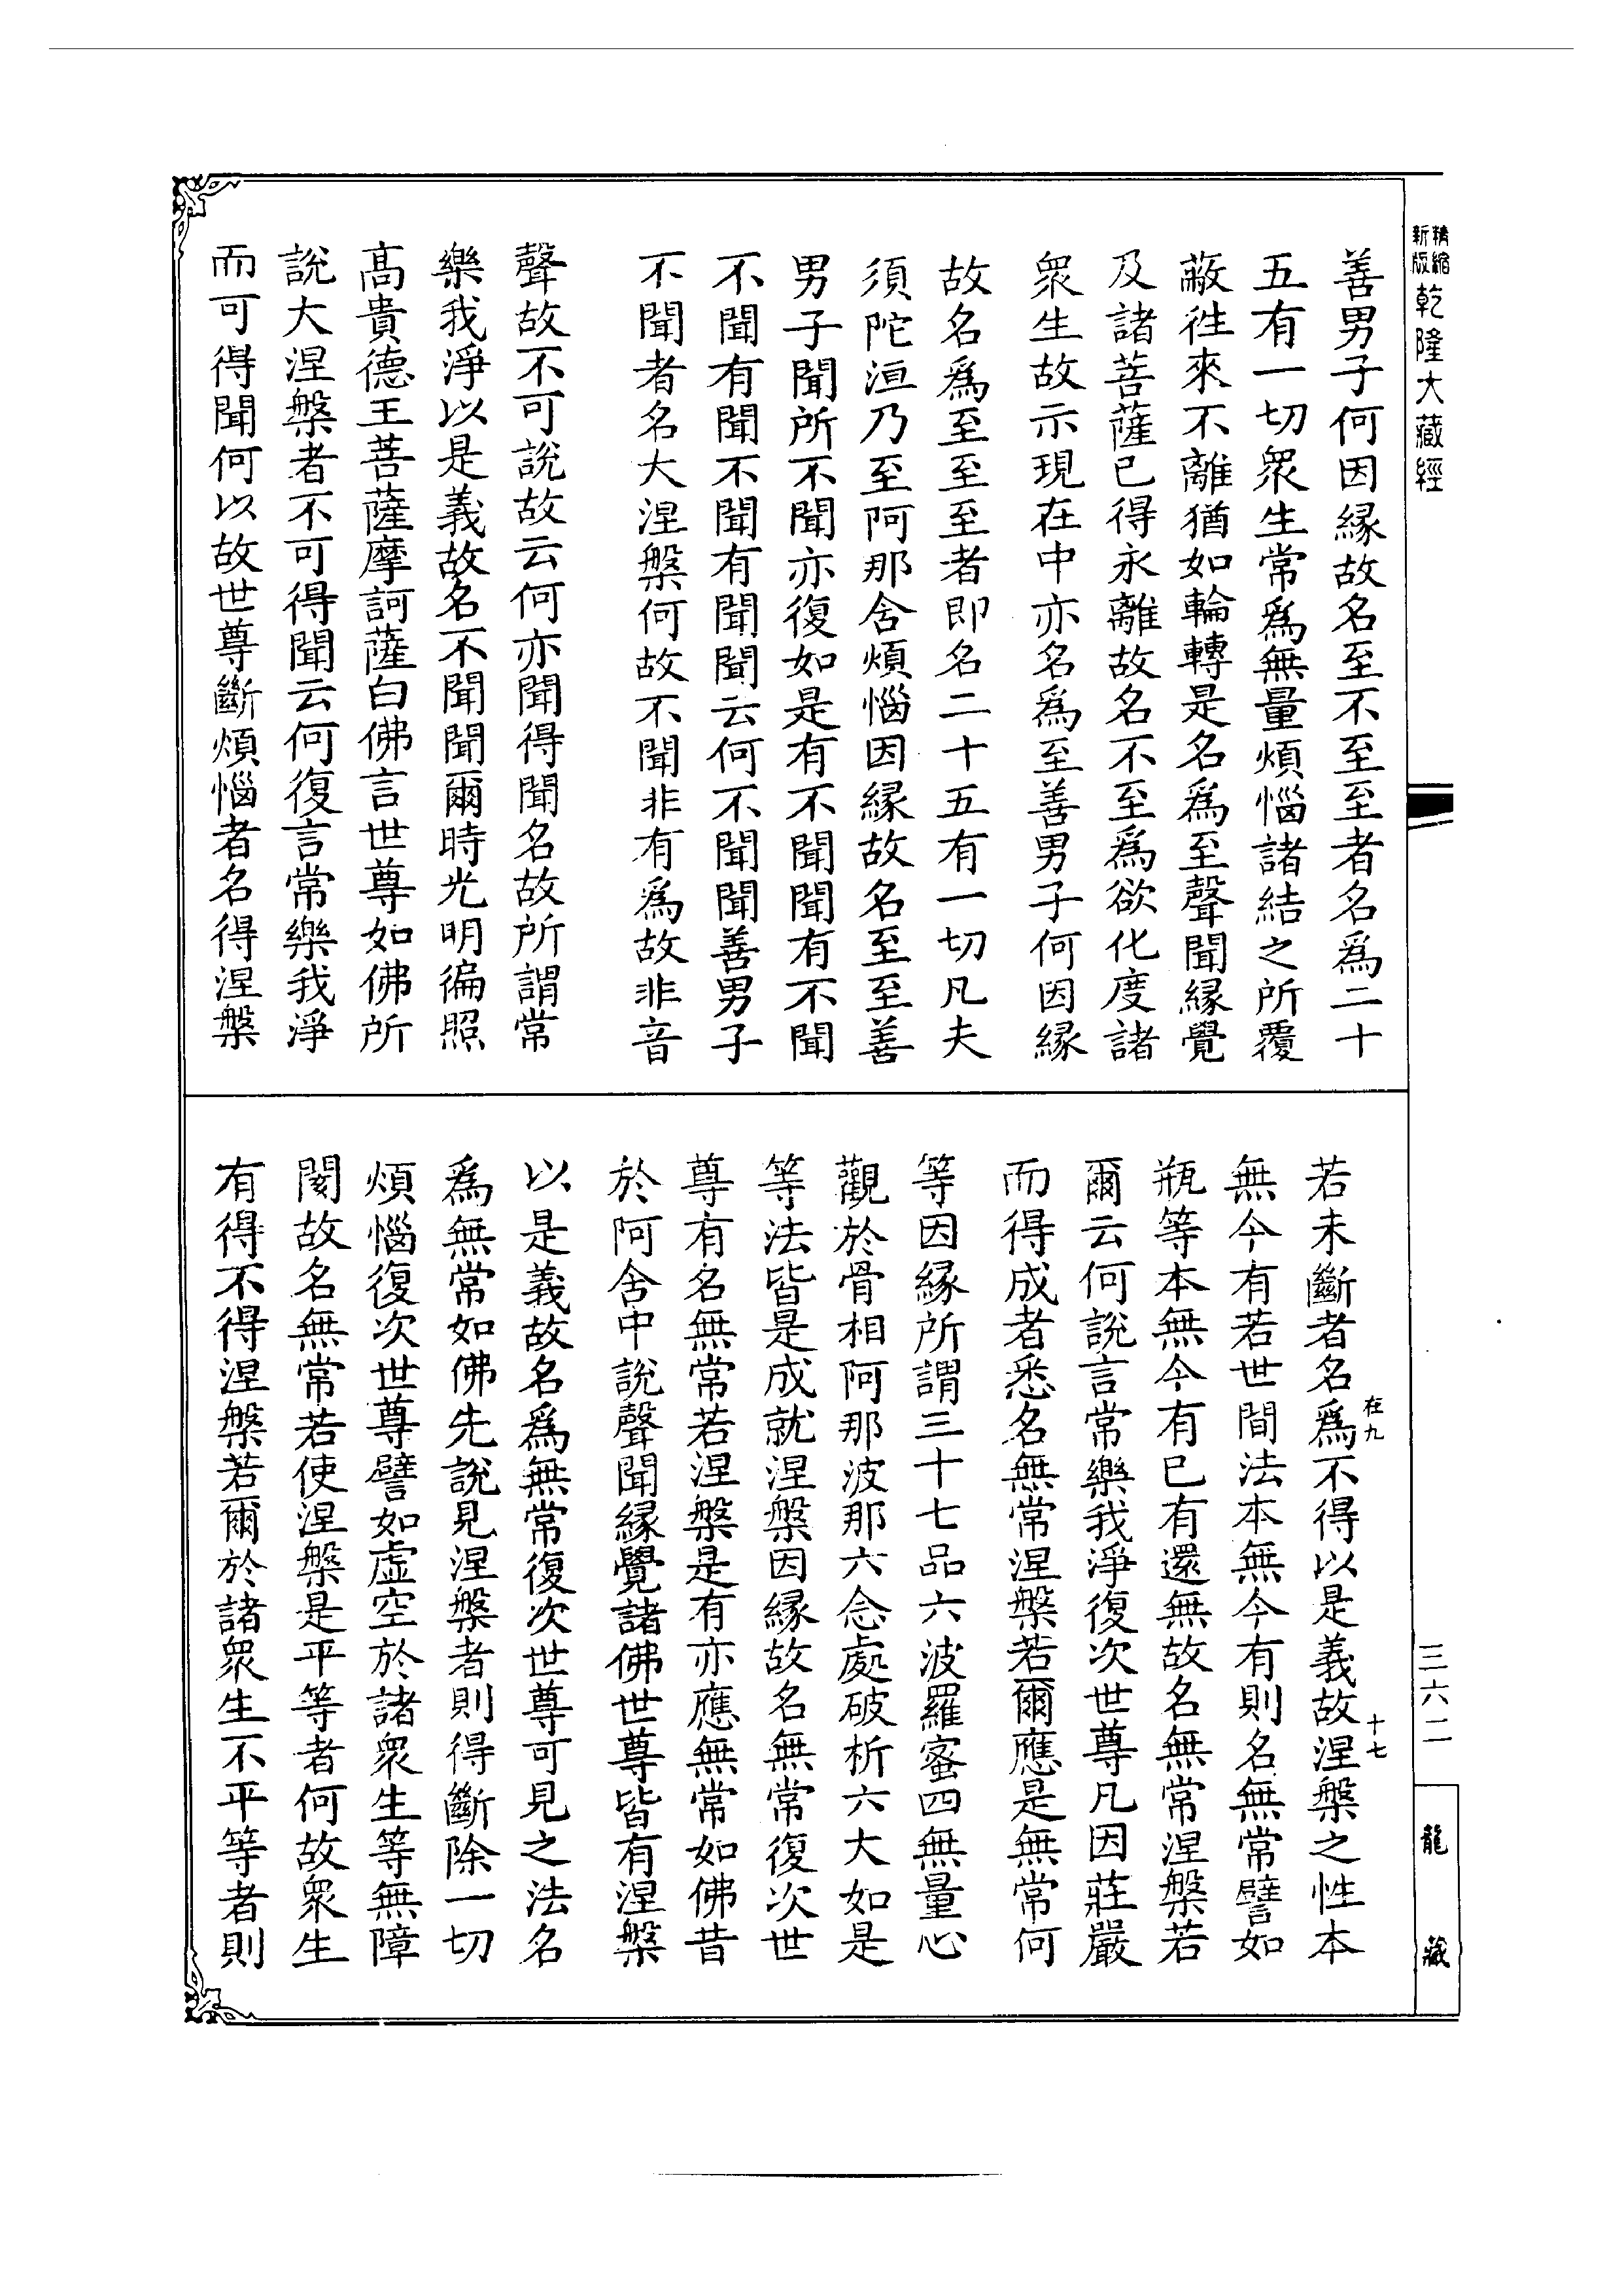 精縮新版乾隆大藏經
善男子何因緣故名至不至至者名為二十
五有一切眾生常為無量煩惱諸結之所覆
蔽徃來不離猶如輪轉是名為至聲聞緣覺
及諸菩薩已得永離故名不至為欲化度諸
眾生故示現在中亦名為至善男子何因緣
故名為至至至者即名二十五有一切凡夫
須陀洹乃至阿那舍煩惱因緣故名至至善
男子聞所不聞亦復如是有不聞聞有不聞
不聞有聞不聞有聞聞云何不聞聞善男子
不聞者名大涅槃何故不聞非有為故非音
聲故不可說故云何亦聞得聞名故所謂常
樂我淨以是義故名不聞聞爾時光明徧照
高貴德王菩薩摩訶薩白佛言世尊如佛所
說大涅槃者不可得聞云何復言常樂我淨
而可得聞何以故世尊斷煩惱者名得涅槃
若未斷者名為不得以是義故涅槃之性本
在九
十七
無今有若世間法本無今有則名無常譬如
瓶等本無今有已有還無故名無常涅槃若
爾云何說言常樂我淨復次世尊凡因莊嚴
而得成者悉名無常涅槃若爾應是無常何
等因緣所謂三十七品六波羅蜜四無量心
觀於骨相阿那波那六念處破析六大如是
等法皆是成就涅槃因緣故名無常復次世
尊有名無常若涅槃是有亦應無常如佛昔
於阿舍中說聲聞緣覺諸佛世尊皆有涅槃
以是義故名為無常復次世尊可見之法名
為無常如佛先說見涅槃者則得斷除一切
煩惱復次世尊譬如虛空於諸眾生等無障
閡故名無常若使涅槃是平等者何故眾生
有得不得涅槃若爾於諸眾生不平等者則
三六二
龍藏